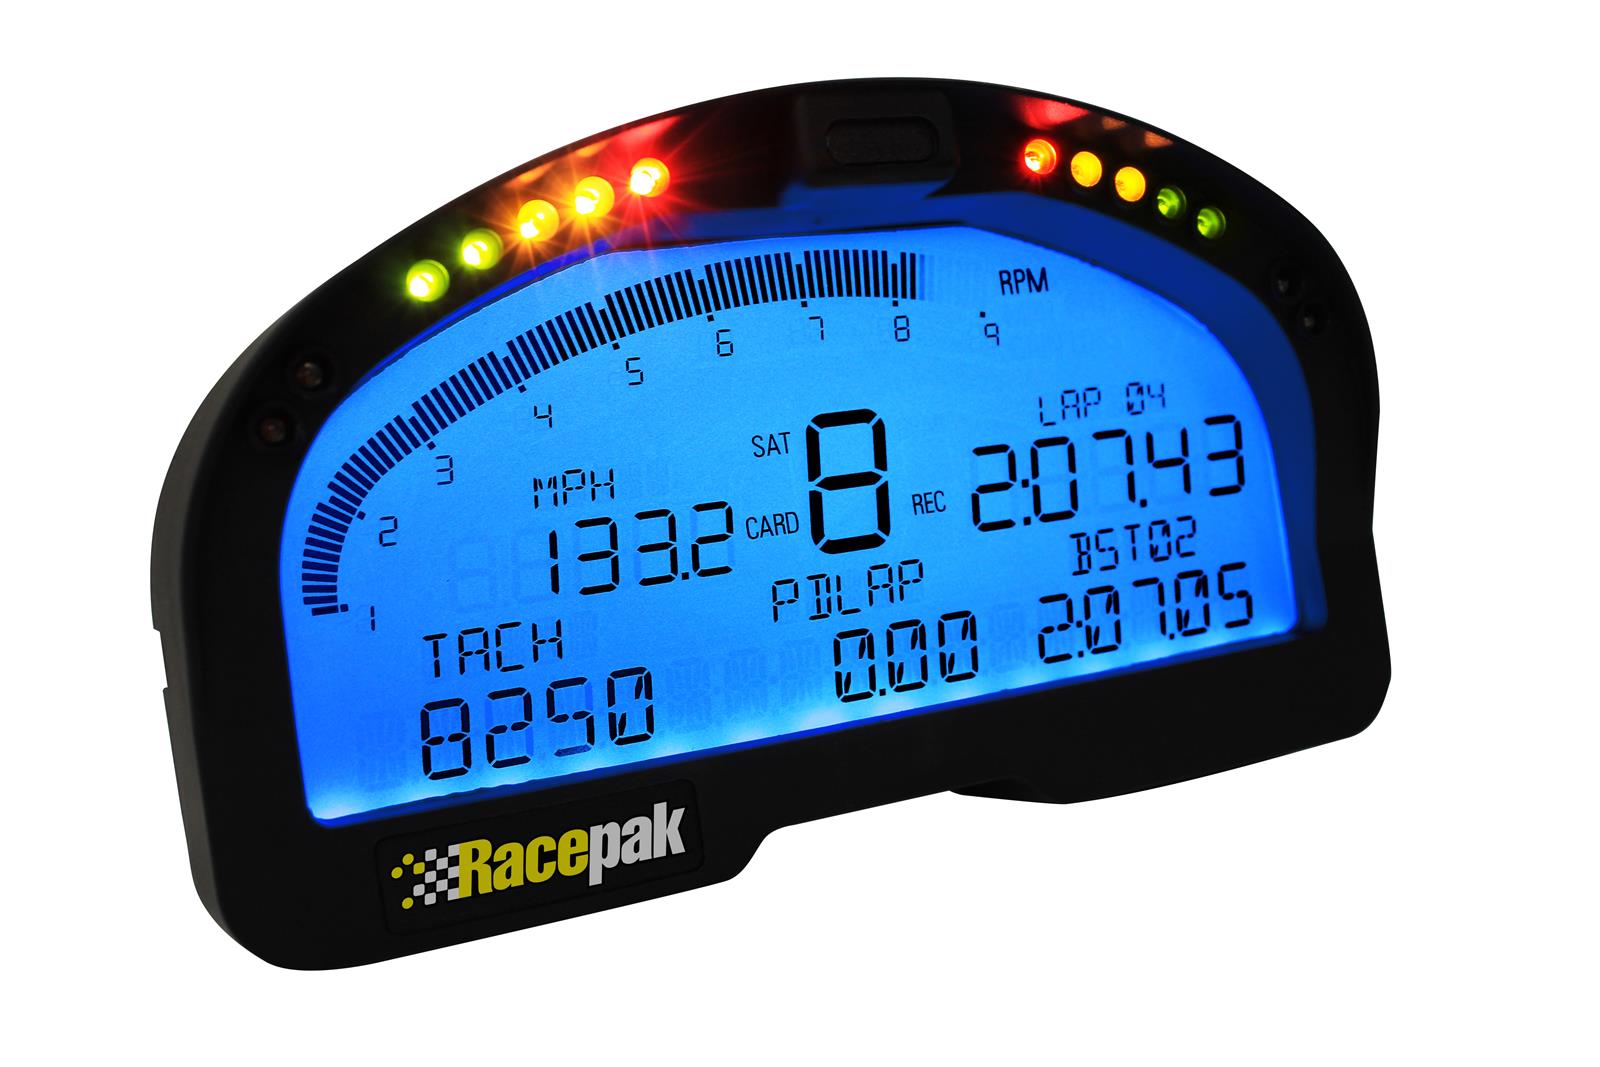 RPM
1 2 3 4 5 6 7 8 9
LAP 04
2:07.43
SAT
8
CARD
REC
MPH
133.2
BST02
2:07.05
PDLAP
0.00
TACH
8250
Racepak